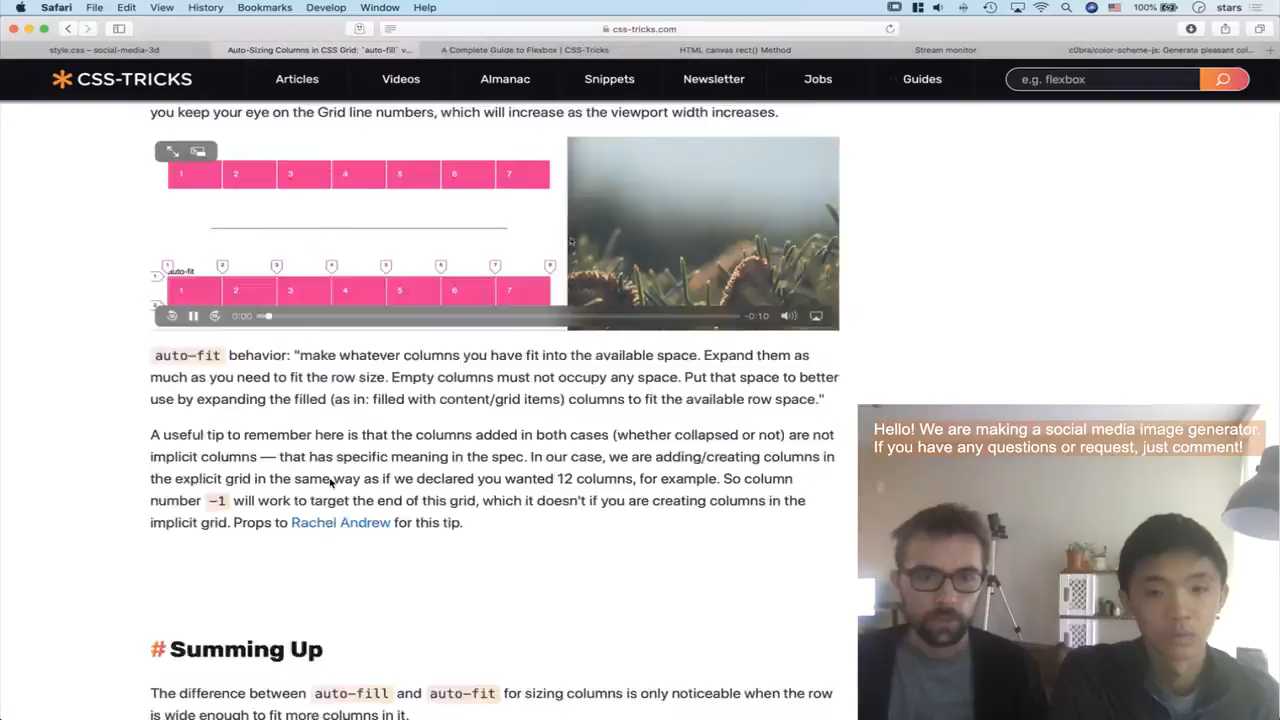 Safari File Edit View History Bookmarks Develop Window Help 100% stars
css-tricks.com
style.css – social-media-3d Auto-Sizing Columns in CSS Grid: `auto-fill` v... A Complete Guide to Flexbox | CSS-Tricks HTML canvas rect() Method Stream monitor c0bra/color-scheme-js: Generate pleasant col...
CSS-TRICKS Articles Videos Almanac Snippets Newsletter Jobs Guides e.g. flexbox
you keep your eye on the Grid line numbers, which will increase as the viewport width increases.
1 2 3 4 5 6 7
1 2 3 4 5 6 7 8
1 auto-fit
1 2 3 4 5 6 7
2
0:00 -0:10
auto-fit behavior: "make whatever columns you have fit into the available space. Expand them as
much as you need to fit the row size. Empty columns must not occupy any space. Put that space to better
use by expanding the filled (as in: filled with content/grid items) columns to fit the available row space."
A useful tip to remember here is that the columns added in both cases (whether collapsed or not) are not
implicit columns — that has specific meaning in the spec. In our case, we are adding/creating columns in
the explicit grid in the same way as if we declared you wanted 12 columns, for example. So column
number -1 will work to target the end of this grid, which it doesn't if you are creating columns in the
implicit grid. Props to Rachel Andrew for this tip.
Hello! We are making a social media image generator.
If you have any questions or request, just comment!
# Summing Up
The difference between auto-fill and auto-fit for sizing columns is only noticeable when the row
is wide enough to fit more columns in it.